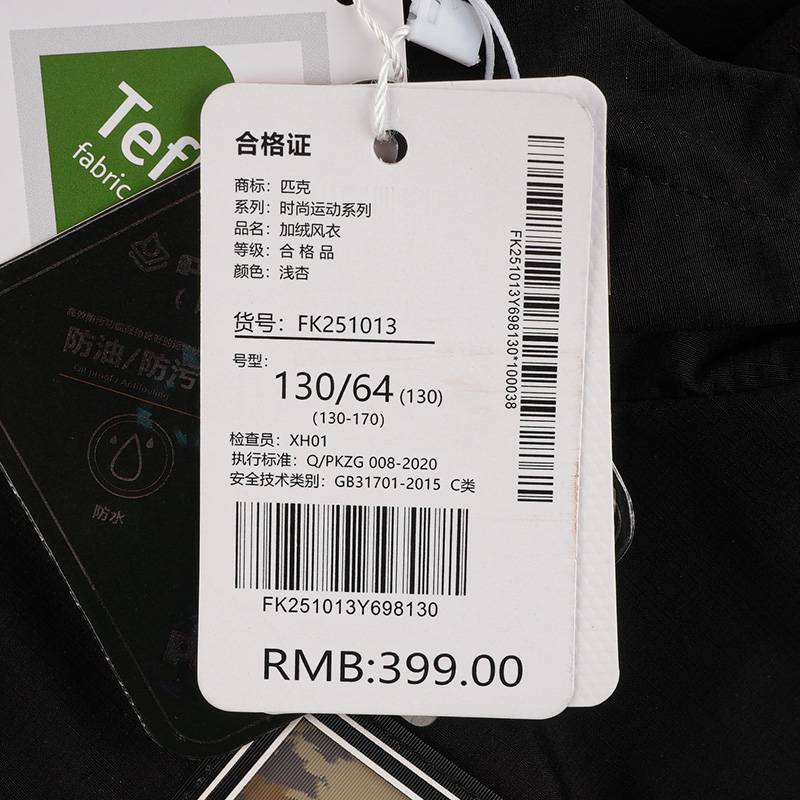 Tef
fabric
合格证
商标：匹克
系列：时尚运动系列
品名：加绒风衣
等级：合 格 品
颜色：浅杏
货号：FK251013
号型：
130/64 (130)
(130-170)
检查员：XH01
执行标准：Q/PKZG 008-2020
安全技术类别：GB31701-2015 C类
FK251013Y698130
RMB:399.00
FK251013Y698130*100038
防油/防污
Oil proof / Antifouling
防水